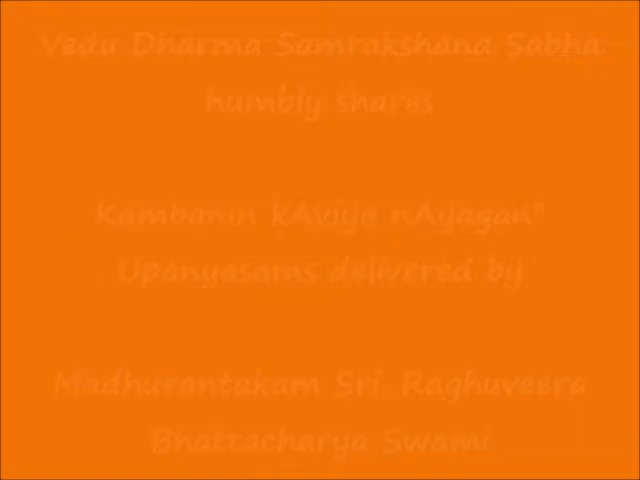 Veda Dharma Samrakshana Sabha
humbly shares
Kambanin kAviya nAyagan"
Upanyasams delivered by
Madhurantakam Sri. Raghuveera
Bhattacharya Swami